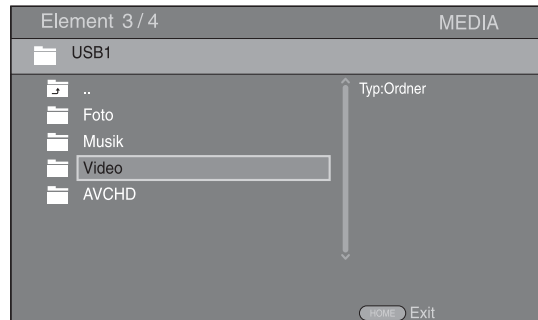 Element 3/4 MEDIA
USB1
..
Foto
Musik
Video
AVCHD
Typ:Ordner
HOME Exit